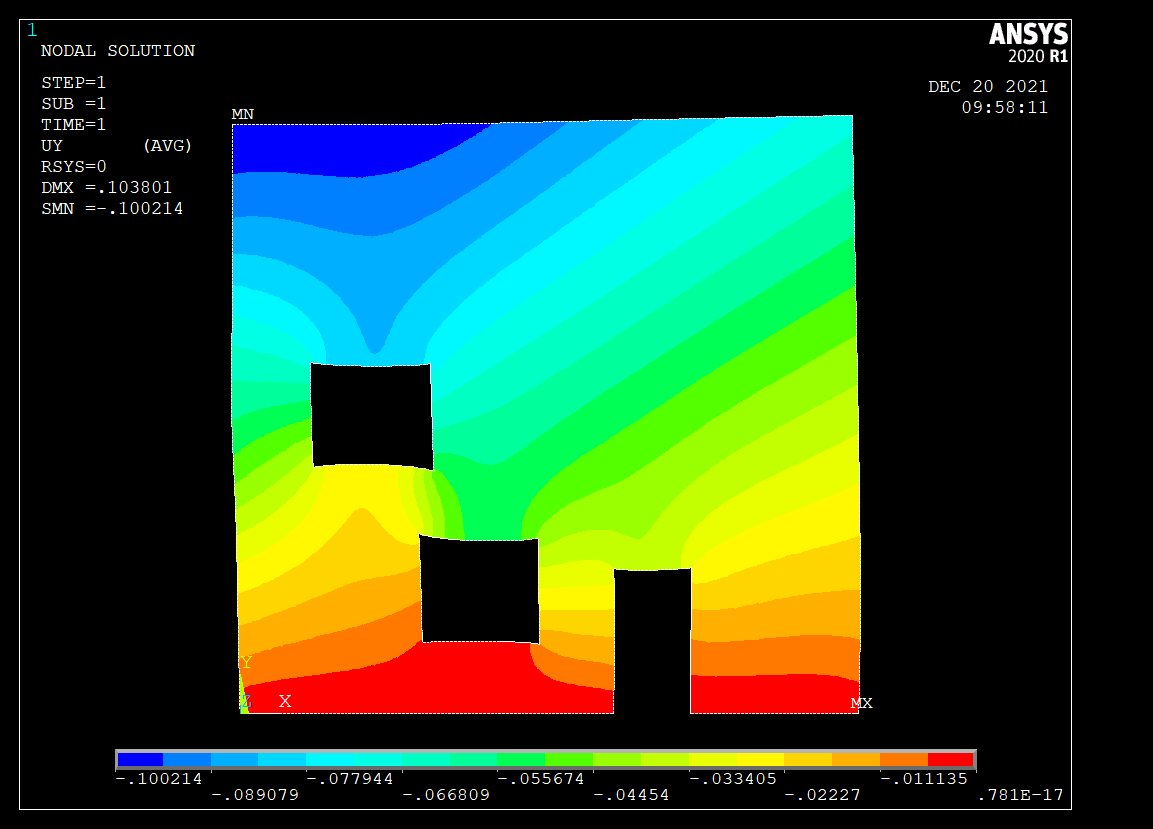 1
ANSYS
2020 R1
NODAL SOLUTION
STEP=1
SUB =1
TIME=1
UY (AVG)
RSYS=0
DMX =.103801
SMN =-.100214
DEC 20 2021
09:58:11
MN
Y
Z X
MX
-.100214 -.077944 -.055674 -.033405 -.011135
-.089079 -.066809 -.04454 -.02227 .781E-17